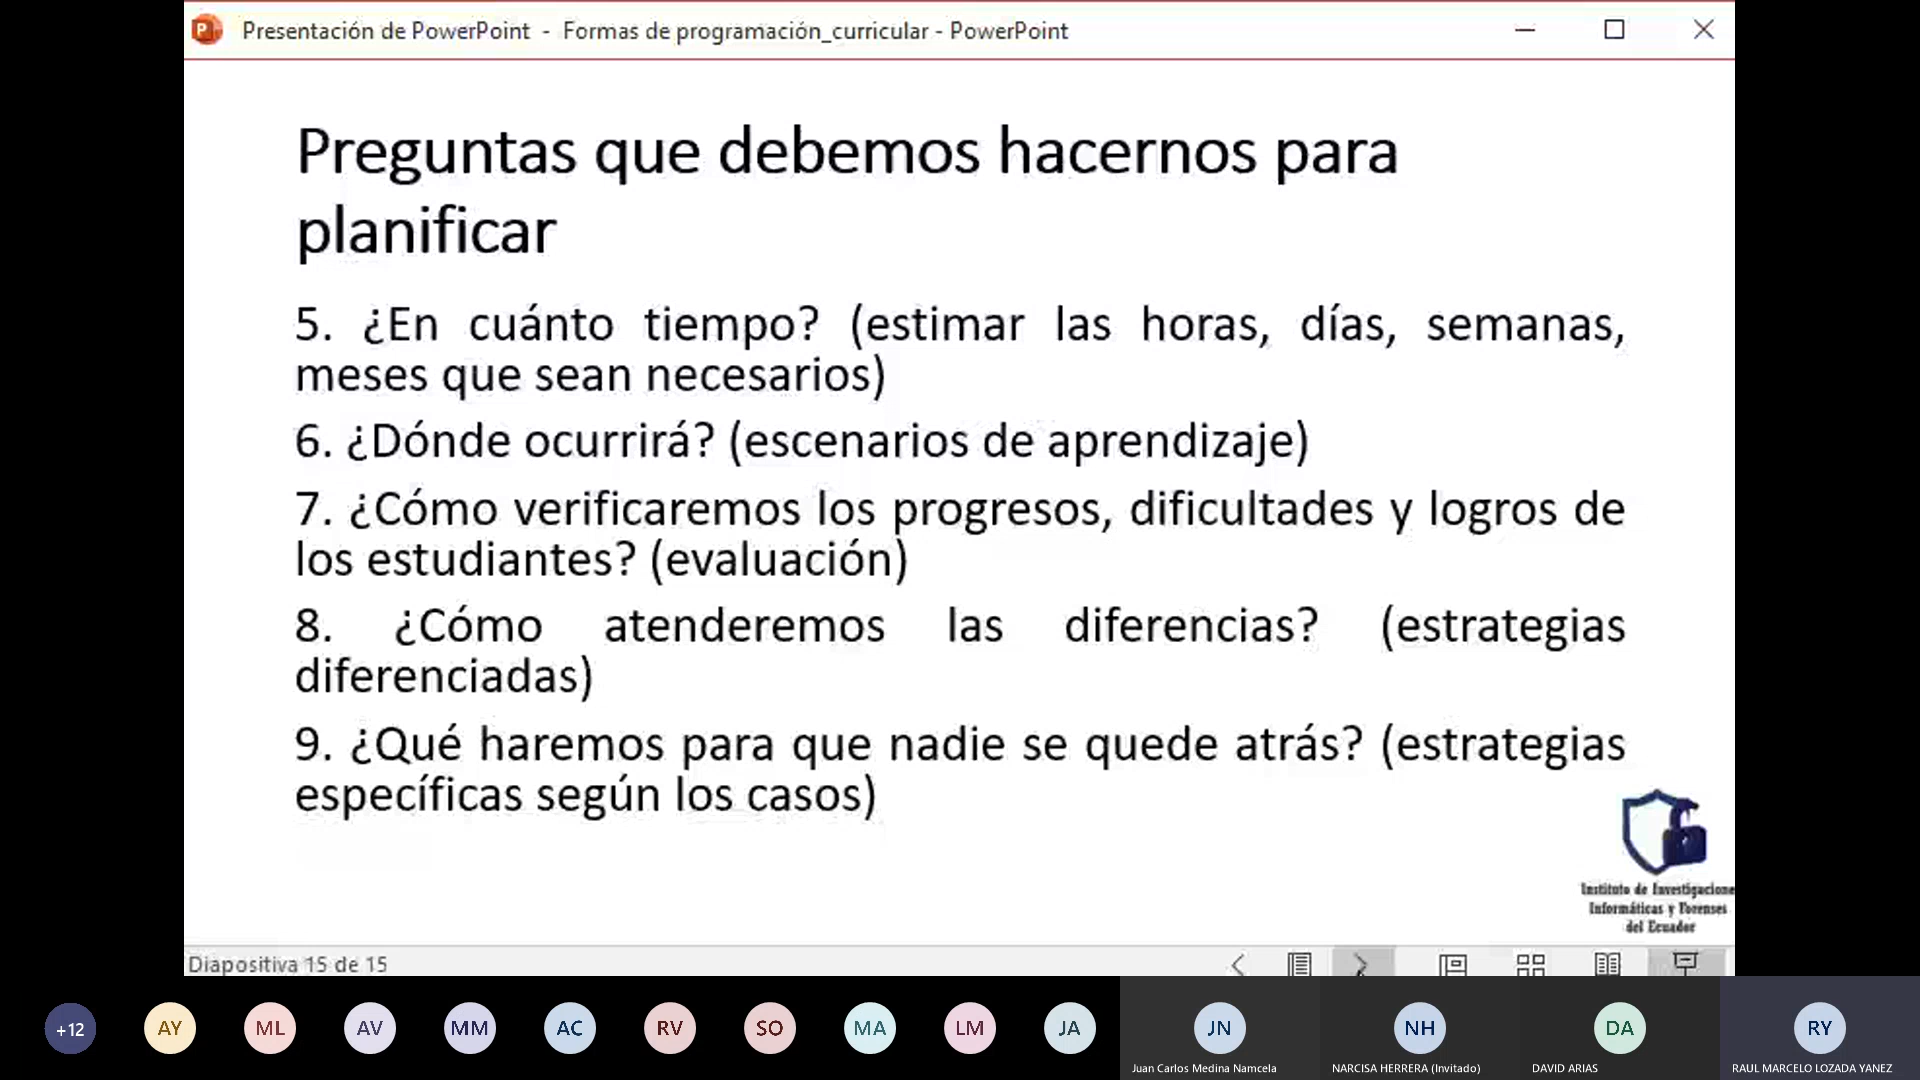 Presentación de PowerPoint - Formas de programación_curricular - PowerPoint
Preguntas que debemos hacernos para
planificar
5. ¿En cuánto tiempo? (estimar las horas, días, semanas,
meses que sean necesarios)
6. ¿Dónde ocurrirá? (escenarios de aprendizaje)
7. ¿Cómo verificaremos los progresos, dificultades y logros de
los estudiantes? (evaluación)
8. ¿Cómo atenderemos las diferencias? (estrategias
diferenciadas)
9. ¿Qué haremos para que nadie se quede atrás? (estrategias
específicas según los casos)
Instituto de Investigacione
Informáticas y Forenses
del Ecuador
Diapositiva 15 de 15
+12 AY ML AV MM AC RV SO MA LM JA JN NH DA RY
Juan Carlos Medina Namcela NARCISA HERRERA (Invitado) DAVID ARIAS RAUL MARCELO LOZADA YANEZ